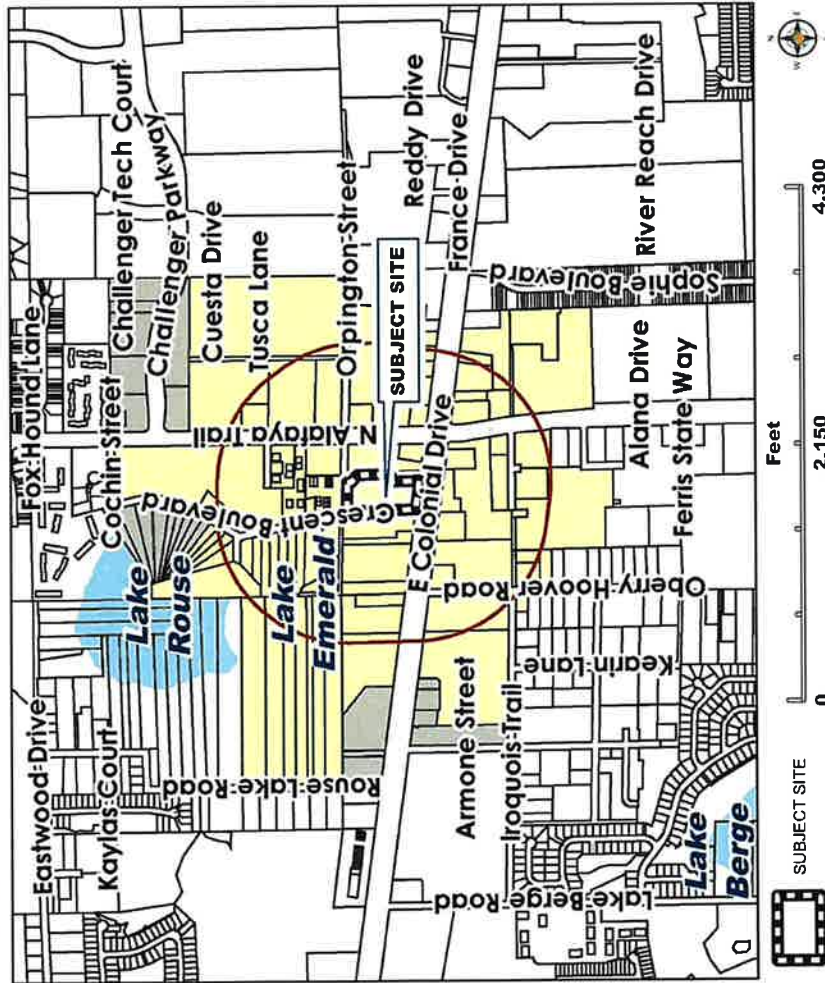 Fox Hound Lane
Cochin Street
Challenger Tech Court
Challenger Parkway
Cuesta Drive
Tusca Lane
Orpington Street
Reddy Drive
France Drive
River Reach Drive
Sophie Boulevard
SUBJECT SITE
N Alafaya Trail
Crescent Boulevard
Lake
Rouse
Lake
Emerald
E Colonial Drive
Alana Drive
Ferris State Way
Oberry Hoover Road
Kearin Lane
Eastwood Drive
Kaylas Court
Rouse Lake Road
Armone Street
Iroquois Trail
Lake Berge Road
Lake
Berge
SUBJECT SITE
Feet
0 2,150 4,300
N
W E